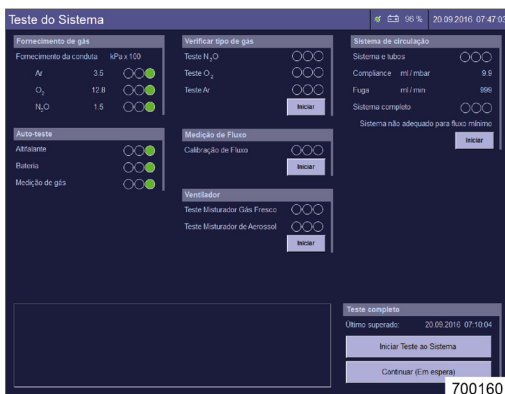 Teste do Sistema
96 % 20.09.2016 07:47:03
Fornecimento de gás
Fornecimento da conduta kPa x 100
Ar 3.5
O₂ 12.8
N₂O 1.5
Auto-teste
Altifalante
Bateria
Medição de gás
Verificar tipo de gás
Teste N₂O
Teste O₂
Teste Ar
Iniciar
Medição de Fluxo
Calibração de Fluxo
Iniciar
Ventilador
Teste Misturador Gás Fresco
Teste Misturador de Aerossol
Iniciar
Sistema de circulação
Sistema e tubos
Compliance ml / mbar 9.9
Fuga ml / min 999
Sistema completo
Sistema não adequado para fluxo mínimo
Iniciar
Teste completo
Último superado: 20.09.2016 07:10:04
Iniciar Teste ao Sistema
Continuar (Em espera)
700160